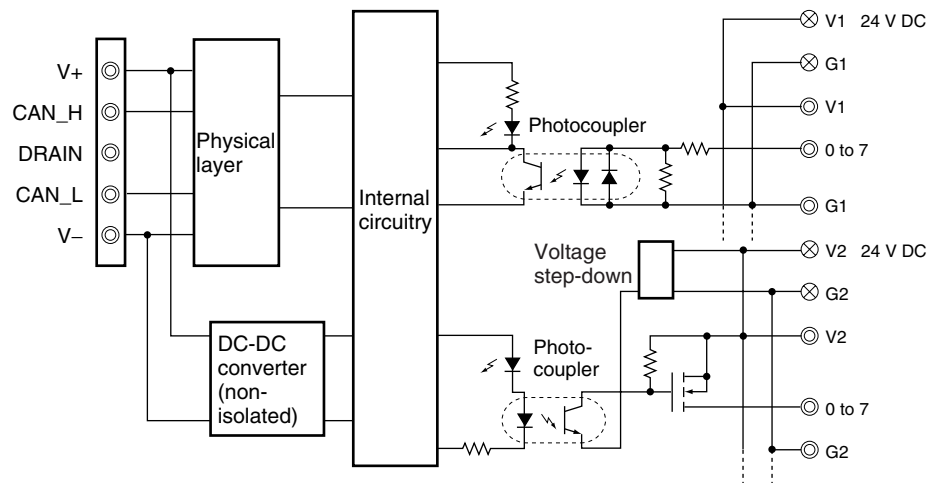 V+
CAN_H
DRAIN
CAN_L
V–
Physical
layer
DC-DC
converter
(non-
isolated)
Internal
circuitry
Photocoupler
Voltage
step-down
Photo-
coupler
V1 24 V DC
G1
V1
0 to 7
G1
V2 24 V DC
G2
V2
0 to 7
G2